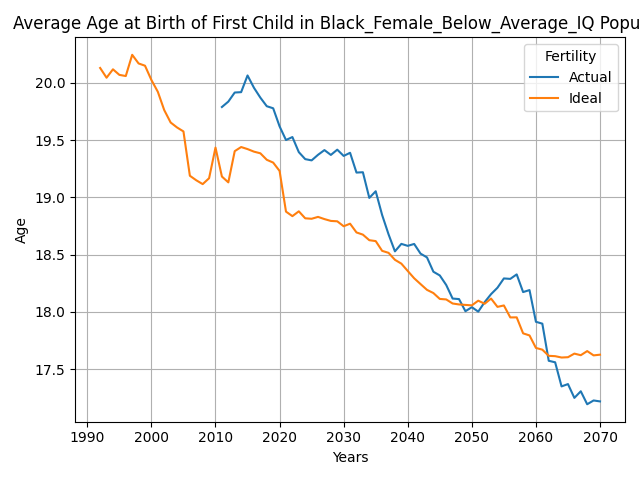 Average Age at Birth of First Child in Black_Female_Below_Average_IQ Popu
Fertility
Actual
Ideal
20.0
19.5
19.0
18.5
18.0
17.5
Age
1990 2000 2010 2020 2030 2040 2050 2060 2070
Years